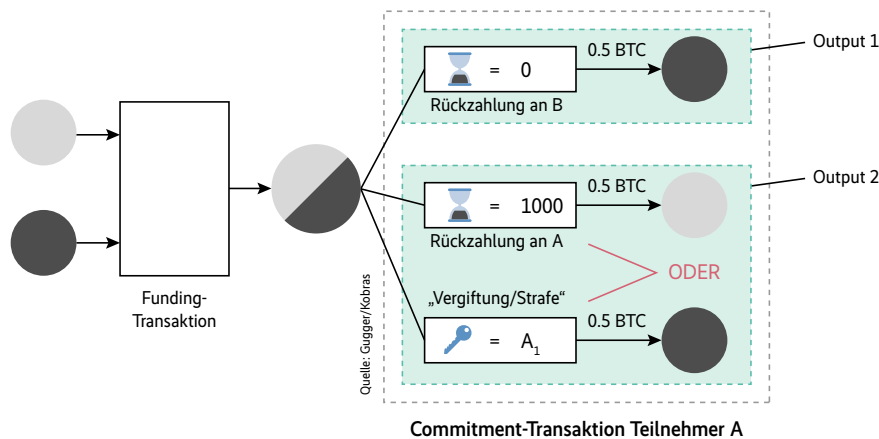 0.5 BTC
Output 1
= 0
Rückzahlung an B
0.5 BTC
Output 2
= 1000
Rückzahlung an A
ODER
Funding-
Transaktion
„Vergiftung/Strafe“
0.5 BTC
= A₁
Quelle: Gugger/Kobras
Commitment-Transaktion Teilnehmer A